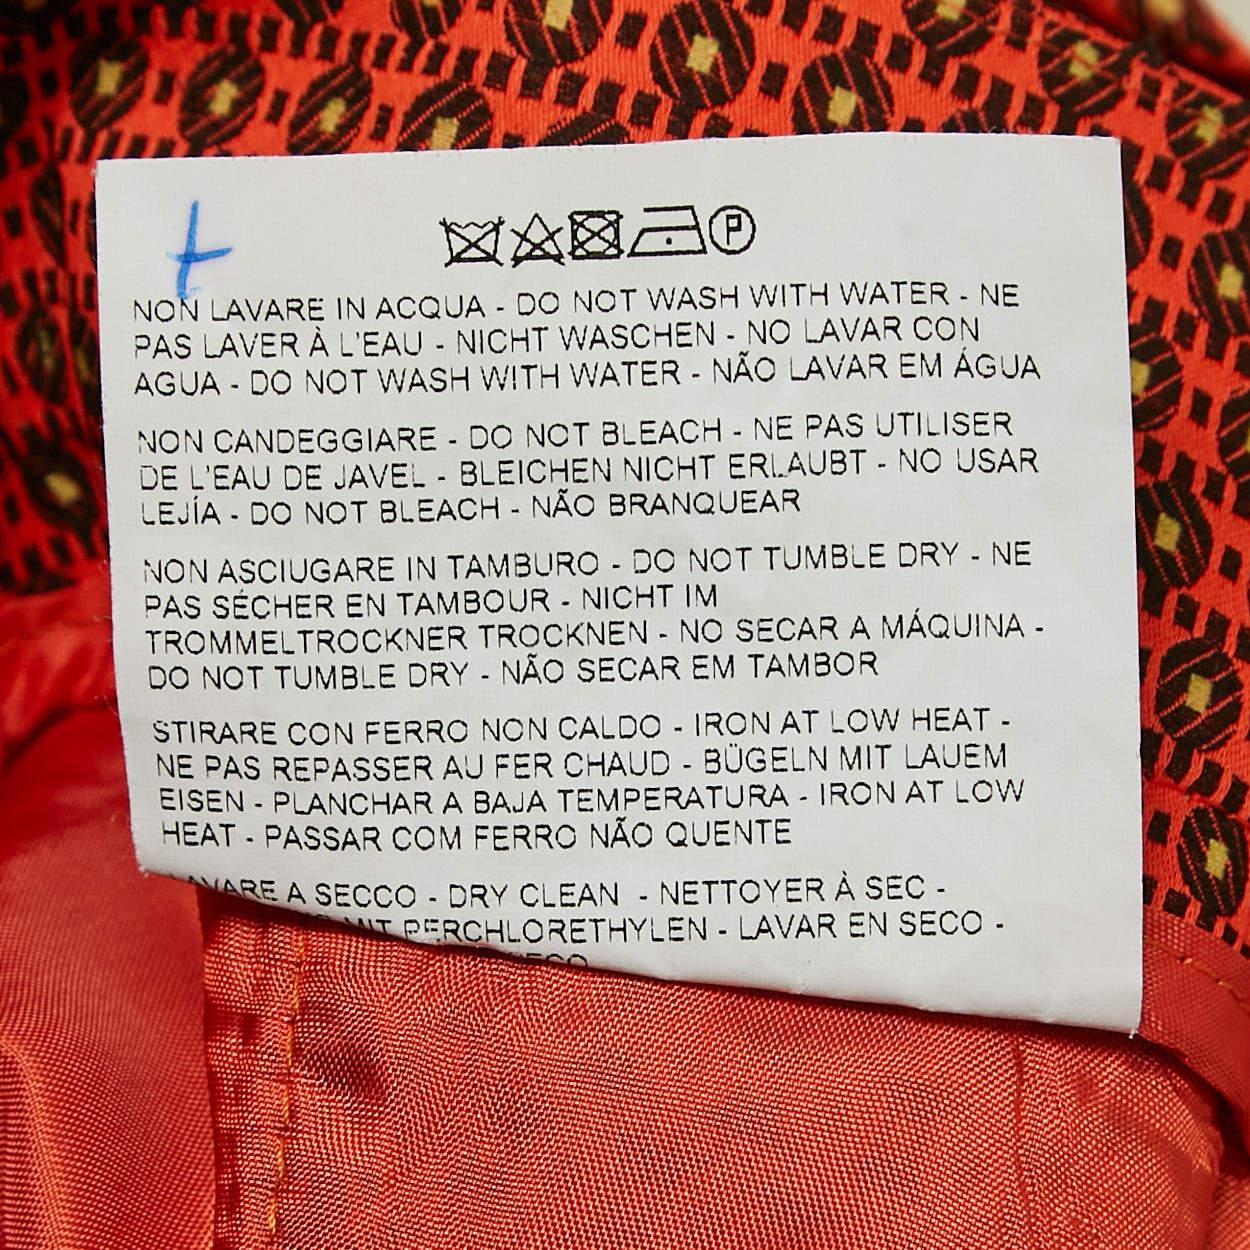 P
NON LAVARE IN ACQUA - DO NOT WASH WITH WATER - NE
PAS LAVER À L'EAU - NICHT WASCHEN - NO LAVAR CON
AGUA - DO NOT WASH WITH WATER - NÃO LAVAR EM ÁGUA
NON CANDEGGIARE - DO NOT BLEACH - NE PAS UTILISER
DE L'EAU DE JAVEL - BLEICHEN NICHT ERLAUBT - NO USAR
LEJÍA - DO NOT BLEACH - NÃO BRANQUEAR
NON ASCIUGARE IN TAMBURO - DO NOT TUMBLE DRY - NE
PAS SÉCHER EN TAMBOUR - NICHT IM
TROMMELTROCKNER TROCKNEN - NO SECAR A MÁQUINA -
DO NOT TUMBLE DRY - NÃO SECAR EM TAMBOR
STIRARE CON FERRO NON CALDO - IRON AT LOW HEAT -
NE PAS REPASSER AU FER CHAUD - BÜGELN MIT LAUEM
EISEN - PLANCHAR A BAJA TEMPERATURA - IRON AT LOW
HEAT - PASSAR COM FERRO NÃO QUENTE
LAVARE A SECCO - DRY CLEAN - NETTOYER À SEC -
MIT PERCHLORETHYLEN - LAVAR EN SECO -